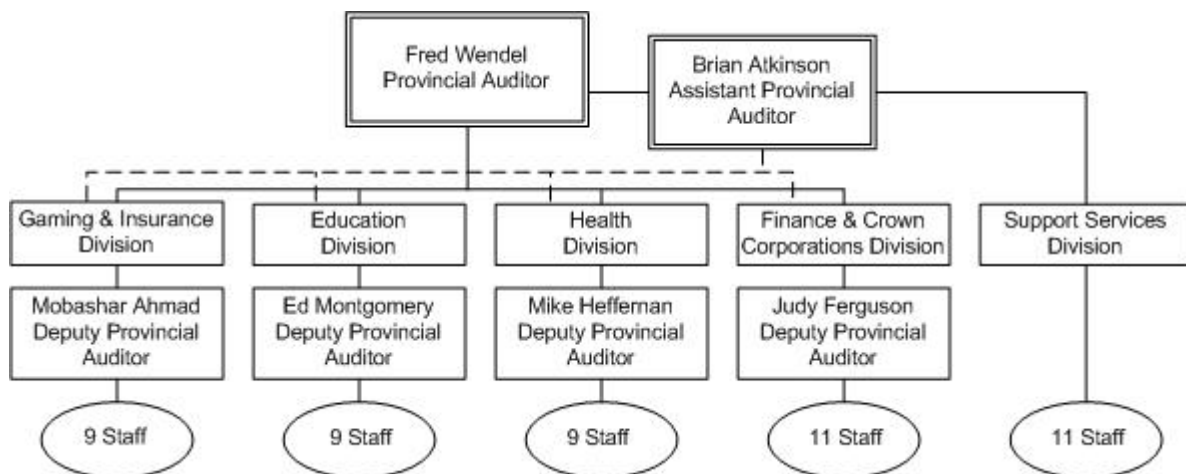 Fred Wendel
Provincial Auditor
Brian Atkinson
Assistant Provincial
Auditor
Gaming & Insurance
Division
Education
Division
Health
Division
Finance & Crown
Corporations Division
Support Services
Division
Mobashar Ahmad
Deputy Provincial
Auditor
Ed Montgomery
Deputy Provincial
Auditor
Mike Heffernan
Deputy Provincial
Auditor
Judy Ferguson
Deputy Provincial
Auditor
9 Staff
9 Staff
9 Staff
11 Staff
11 Staff